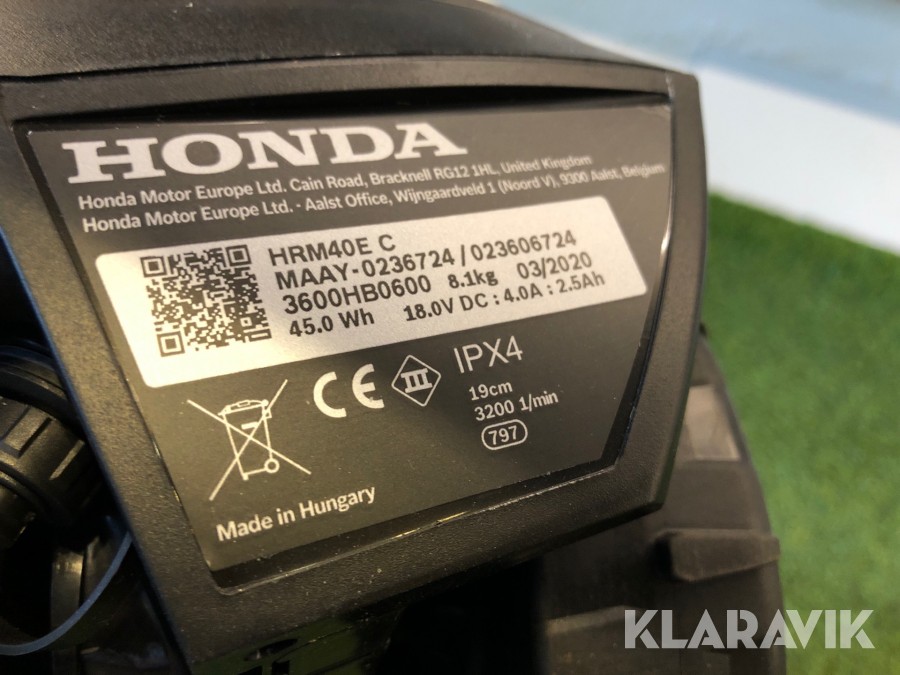 HONDA
Honda Motor Europe Ltd. Cain Road, Bracknell RG12 1HL, United Kingdom
Honda Motor Europe Ltd. - Aalst Office, Wijngaardveld 1 (Noord V), 9300 Aalst, Belgium
HRM40E C
MAAY-0236724 / 023606724
3600HB0600 8.1kg 03/2020
45.0 Wh 18.0V DC : 4.0A : 2.5Ah
CE III IPX4
19cm
3200 1/min
797
Made in Hungary
KLARAVIK